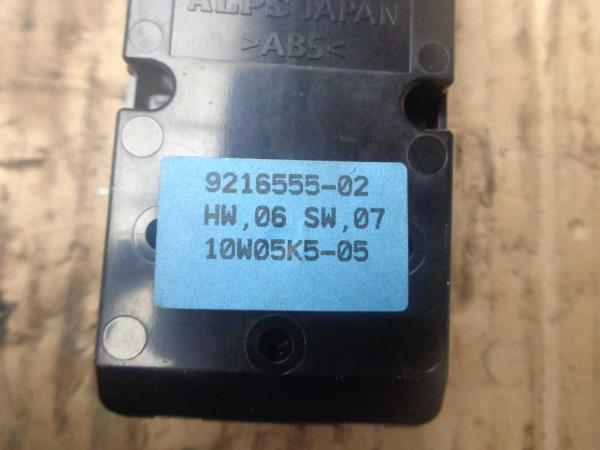 ALPS JAPAN
>ABS<
9216555-02
HW,06 SW,07
10W05K5-05